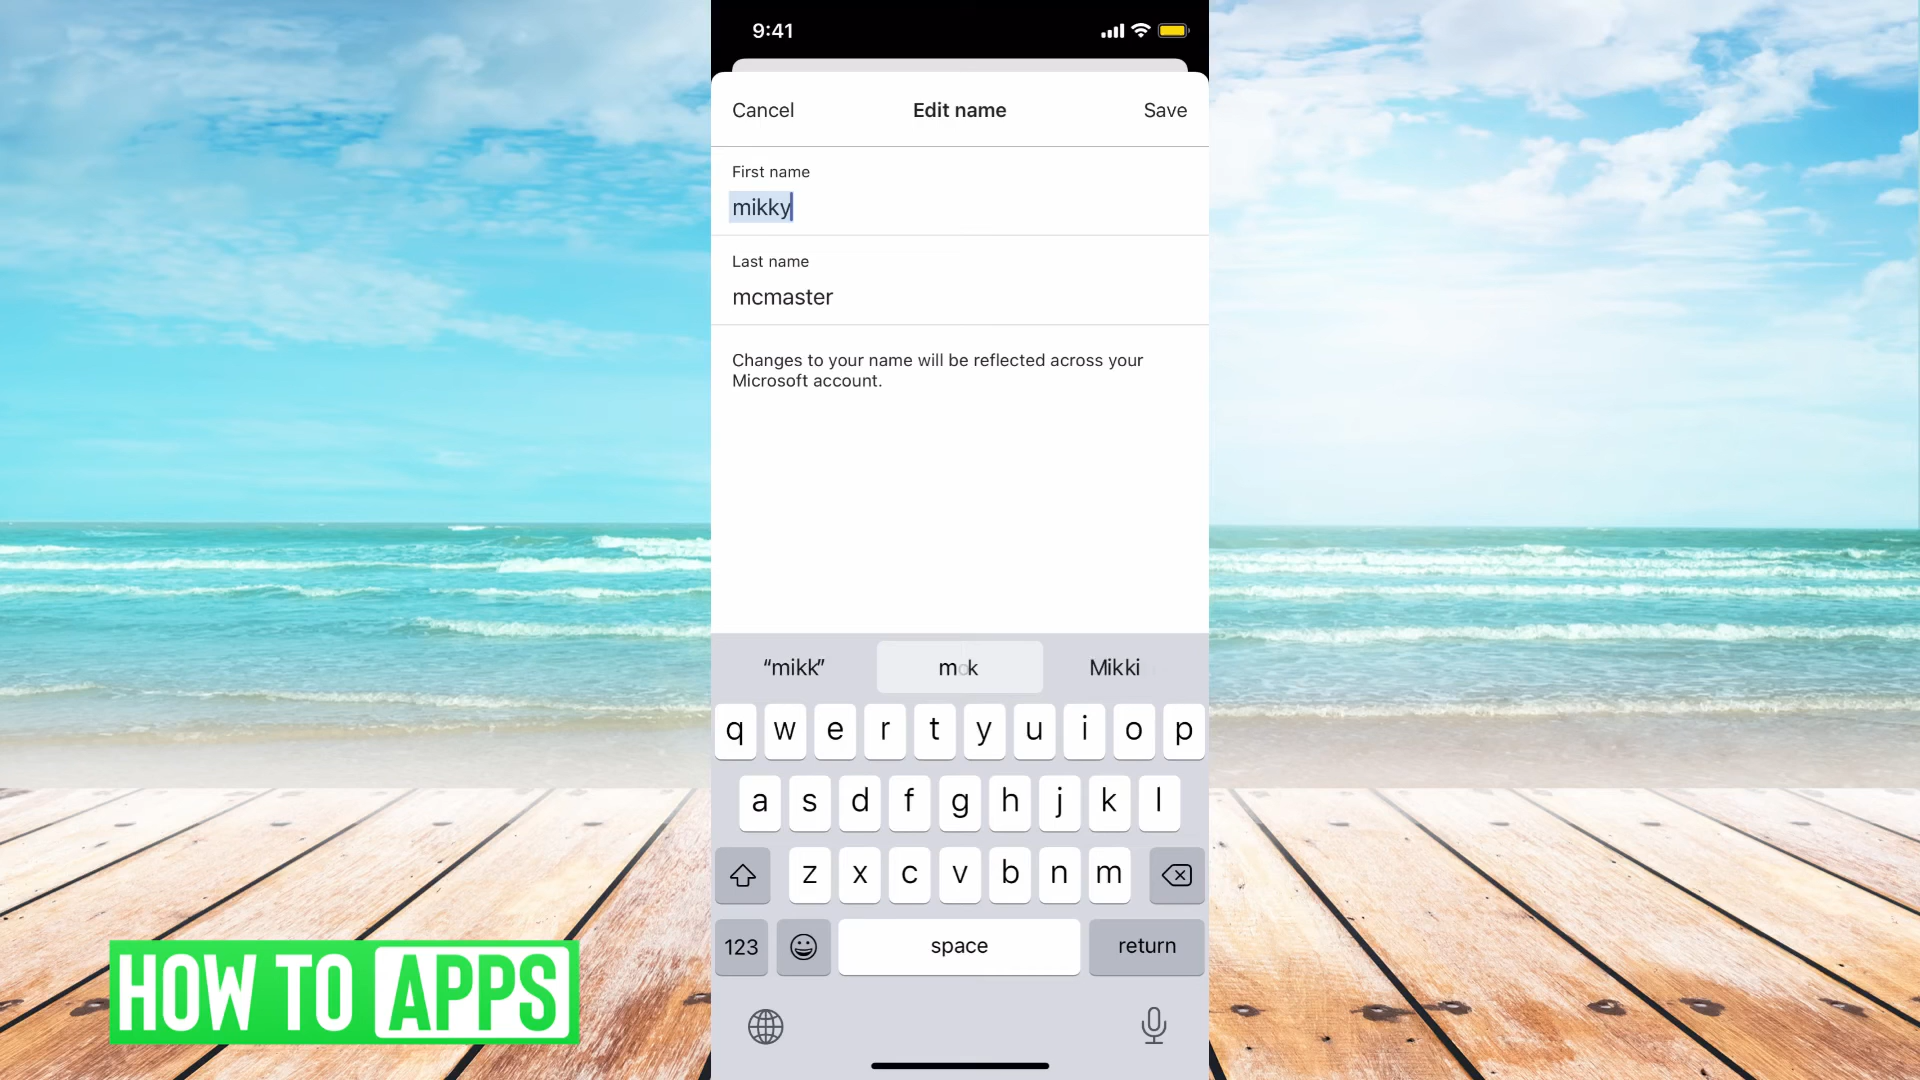 9:41
Cancel Edit name Save
First name
mikky
Last name
mcmaster
Changes to your name will be reflected across your
Microsoft account.
“mikk” Mikki
q w e r t y u i o p
a s d f g h j k l
z x c v b n m
123 space return
HOW TO APPS